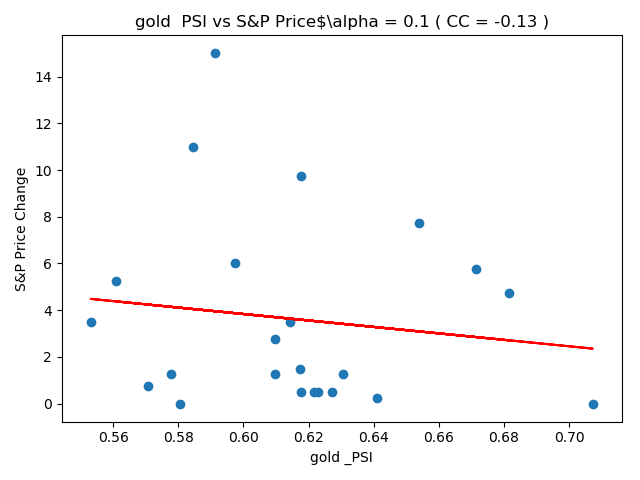 gold  PSI vs S&P Price$\alpha = 0.1 ( CC = -0.13 )
14
12
10
8
6
4
2
0
S&P Price Change
0.56 0.58 0.60 0.62 0.64 0.66 0.68 0.70
gold _PSI